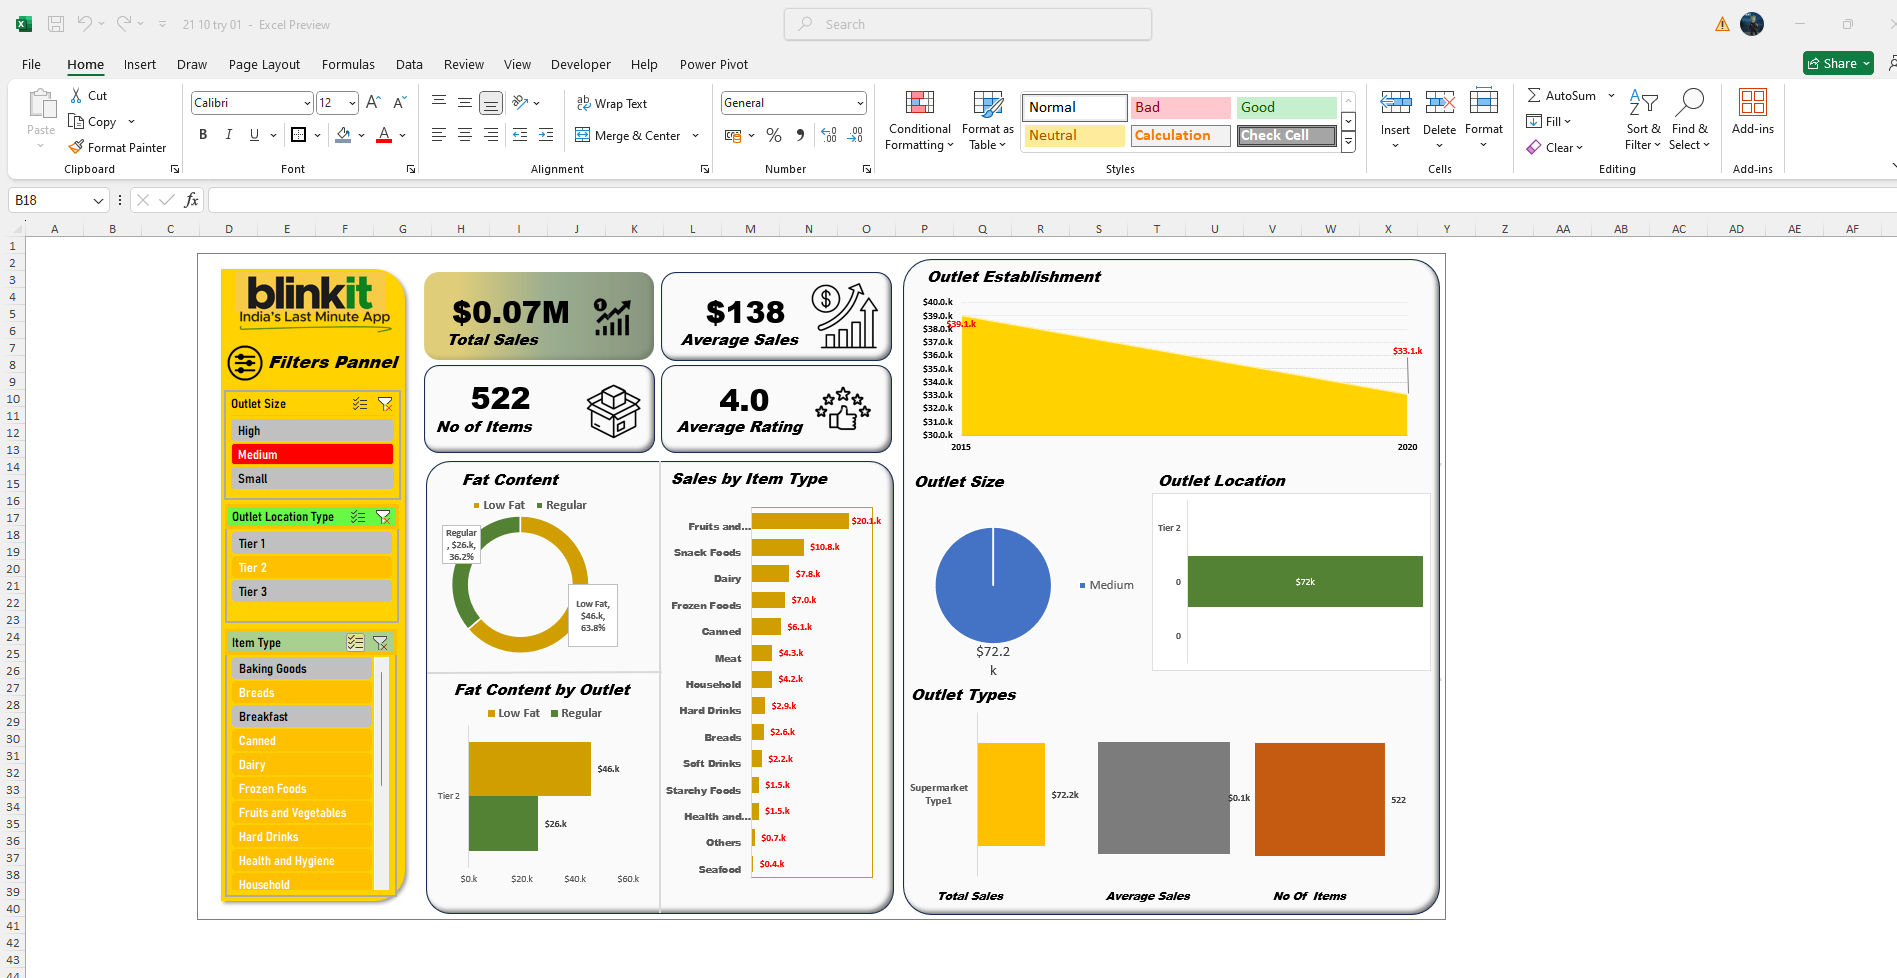 21 10 try 01 - Excel Preview
Search
File Home Insert Draw Page Layout Formulas Data Review View Developer Help Power Pivot
Share
Paste
Cut
Copy
Format Painter
Clipboard
Calibri 12
B I U
Font
Wrap Text
Merge & Center
Alignment
General
Number
Conditional
Formatting
Format as
Table
Normal Bad Good
Neutral Calculation Check Cell
Styles
Insert Delete Format
Cells
AutoSum
Fill
Clear
Sort &
Filter
Find &
Select
Editing
Add-ins
Add-ins
B18
fx
A B C D E F G H I J K L M N O P Q R S T U V W X Y Z AA AB AC AD AE AF
1
2
3
4
5
6
7
8
9
10
11
12
13
14
15
16
17
18
19
20
21
22
23
24
25
26
27
28
29
30
31
32
33
34
35
36
37
38
39
40
41
42
43
44
blinkit
India's Last Minute App
Filters Pannel
Outlet Size
High
Medium
Small
Outlet Location Type
Tier 1
Tier 2
Tier 3
Item Type
Baking Goods
Breads
Breakfast
Canned
Dairy
Frozen Foods
Fruits and Vegetables
Hard Drinks
Health and Hygiene
Household
$0.07M
Total Sales
$138
Average Sales
522
No of Items
4.0
Average Rating
Fat Content
Low Fat Regular
Regular
, $26.k,
36.2%
Low Fat,
$46.k,
63.8%
Fat Content by Outlet
Low Fat Regular
Tier 2
$46.k
$26.k
$0.k $20.k $40.k $60.k
Sales by Item Type
Fruits and... $20.1.k
Snack Foods $10.8.k
Dairy $7.8.k
Frozen Foods $7.0.k
Canned $6.1.k
Meat $4.3.k
Household $4.2.k
Hard Drinks $2.9.k
Breads $2.6.k
Soft Drinks $2.2.k
Starchy Foods $1.5.k
Health and... $1.5.k
Others $0.7.k
Seafood $0.4.k
Outlet Establishment
$40.0.k
$39.0.k
$38.0.k
$37.0.k
$36.0.k
$35.0.k
$34.0.k
$33.0.k
$32.0.k
$31.0.k
$30.0.k
$39.1.k
$33.1.k
2015 2020
Outlet Size
Medium
$72.2
k
Outlet Location
Tier 2
0
0
$72k
Outlet Types
Supermarket
Type1
$72.2k
$0.1k
522
Total Sales Average Sales No Of Items